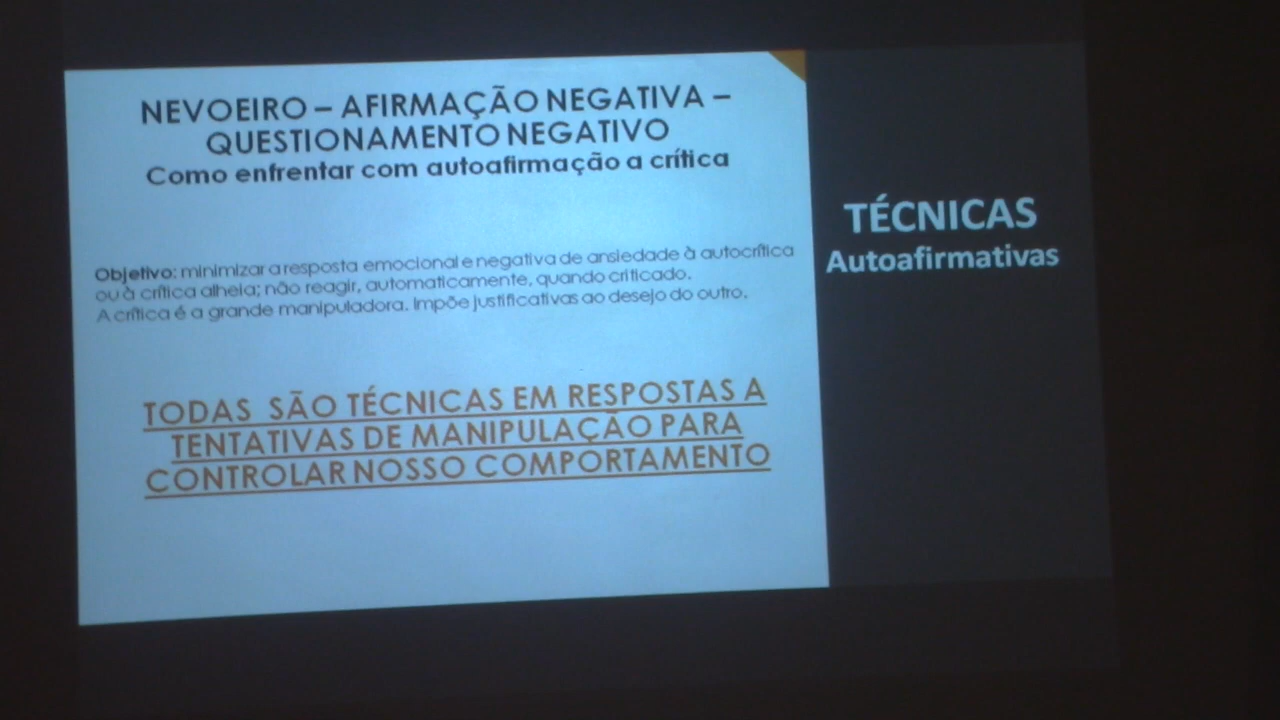 NEVOEIRO – AFIRMAÇÃO NEGATIVA –
QUESTIONAMENTO NEGATIVO
Como enfrentar com autoafirmação a crítica
Objetivo: minimizar a resposta emocional e negativa de ansiedade à autocrítica
ou à crítica alheia; não reagir, automaticamente, quando criticado.
A crítica é a grande manipuladora. Impõe justificativas ao desejo do outro.
TODAS SÃO TÉCNICAS EM RESPOSTAS A
TENTATIVAS DE MANIPULAÇÃO PARA
CONTROLAR NOSSO COMPORTAMENTO
TÉCNICAS
Autoafirmativas